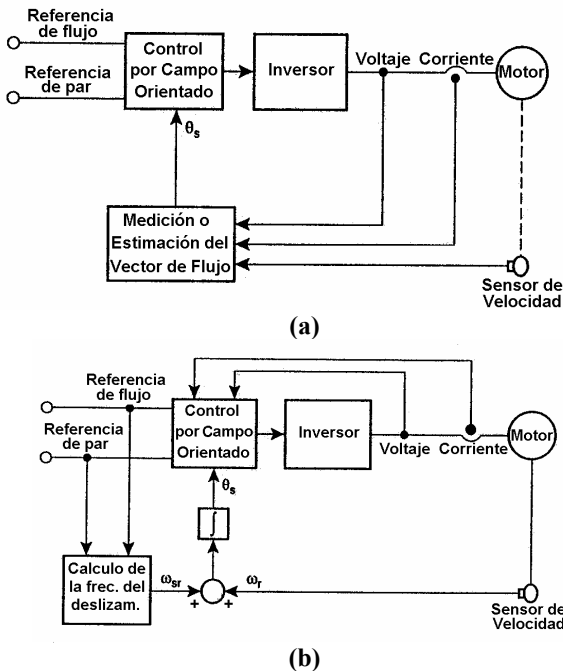 Referencia
de flujo
Referencia
de par
Control
por Campo
Orientado
Inversor
Voltaje
Corriente
Motor
θs
Medición o
Estimación del
Vector de Flujo
Sensor de
Velocidad
(a)
Referencia
de flujo
Referencia
de par
Control
por Campo
Orientado
Inversor
Voltaje
Corriente
Motor
θs
∫
Calculo de
la frec. del
deslizam.
ωsr
+
+
ωr
Sensor de
Velocidad
(b)